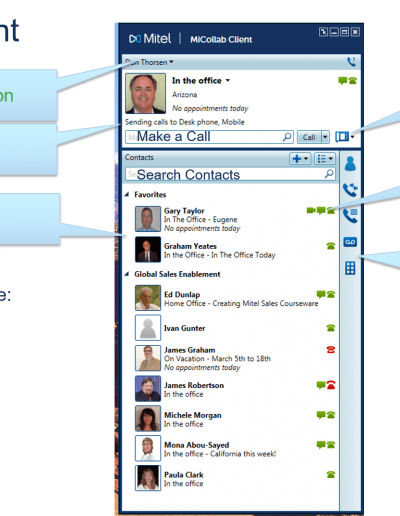 nt
Mitel | MiCollab Client
Don Thorsen
on
In the office
Arizona
No appointments today
Sending calls to Desk phone, Mobile
Make a Call
Call
Contacts
Search Contacts
Favorites
Gary Taylor
In The Office - Eugene
No appointments today
Graham Yeates
In the Office - In The Office Today
Global Sales Enablement
e:
Ed Dunlap
Home Office - Creating Mitel Sales Courseware
Ivan Gunter
James Graham
On Vacation - March 5th to 18th
No appointments today
James Robertson
In the office
Michele Morgan
In the office
Mona Abou-Sayed
In the office - California this week!
Paula Clark
In the office